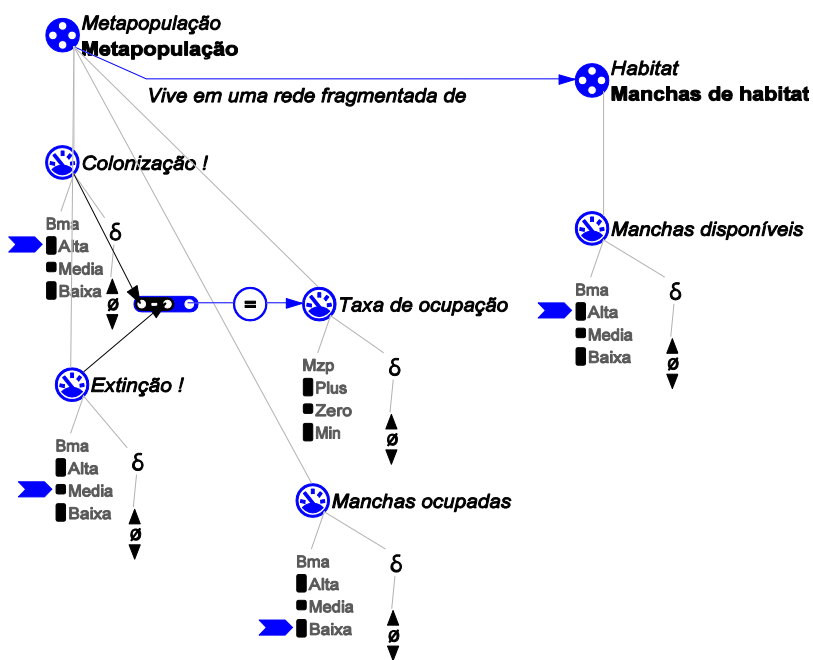 Metapopulação
Metapopulação
Habitat
Manchas de habitat
Vive em uma rede fragmentada de
Colonização !
Bma
δ
Alta
Media
Baixa
ø
Manchas disponíveis
Bma
δ
Alta
Media
Baixa
ø
-
=
Taxa de ocupação
Mzp
δ
Plus
Zero
Min
ø
Extinção !
Bma
δ
Alta
Media
Baixa
ø
Manchas ocupadas
Bma
δ
Alta
Media
Baixa
ø